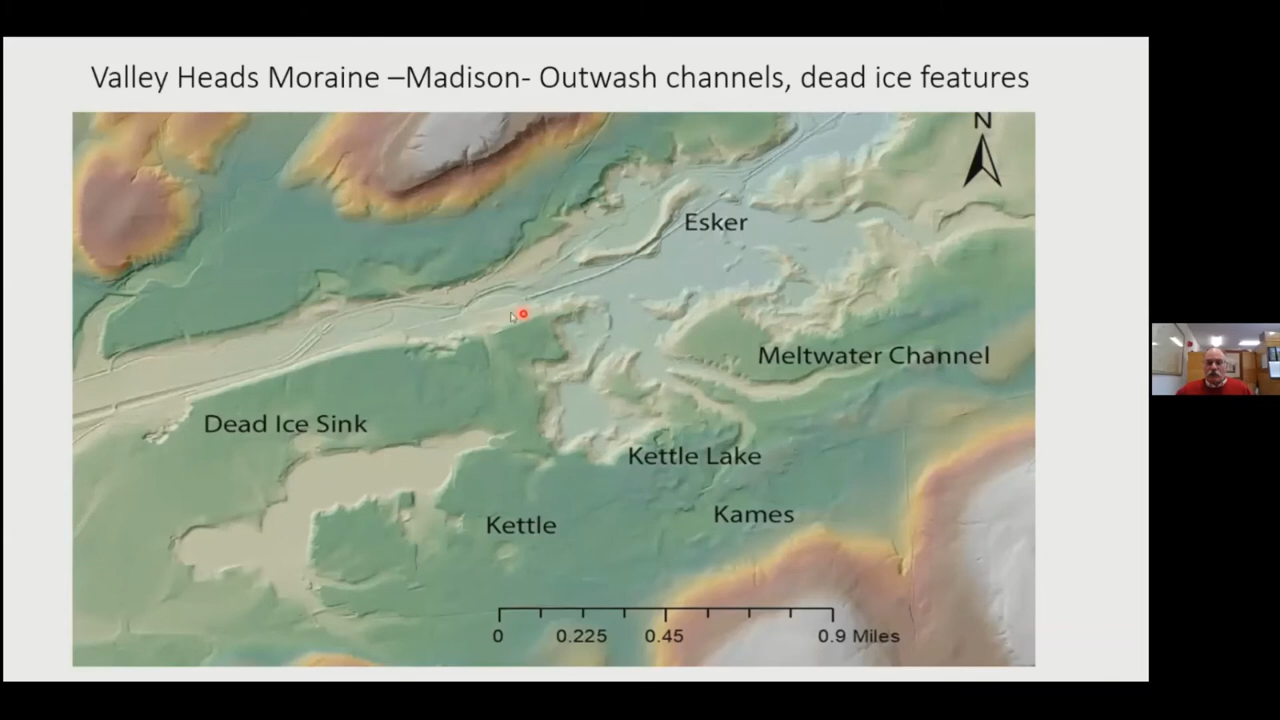 Valley Heads Moraine –Madison- Outwash channels, dead ice features
N
Esker
Meltwater Channel
Dead Ice Sink
Kettle Lake
Kames
Kettle
0 0.225 0.45 0.9 Miles